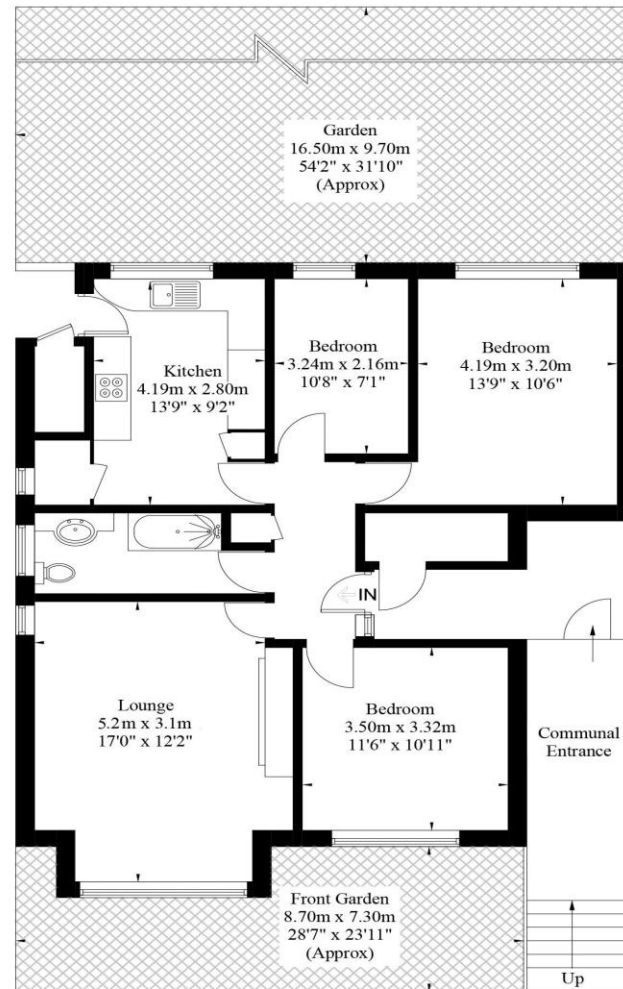 Garden
16.50m x 9.70m
54'2" x 31'10"
(Approx)
Kitchen
4.19m x 2.80m
13'9" x 9'2"
Bedroom
3.24m x 2.16m
10'8" x 7'1"
Bedroom
4.19m x 3.20m
13'9" x 10'6"
IN
Lounge
5.2m x 3.1m
17'0" x 12'2"
Bedroom
3.50m x 3.32m
11'6" x 10'11"
Communal
Entrance
Front Garden
8.70m x 7.30m
28'7" x 23'11"
(Approx)
Up